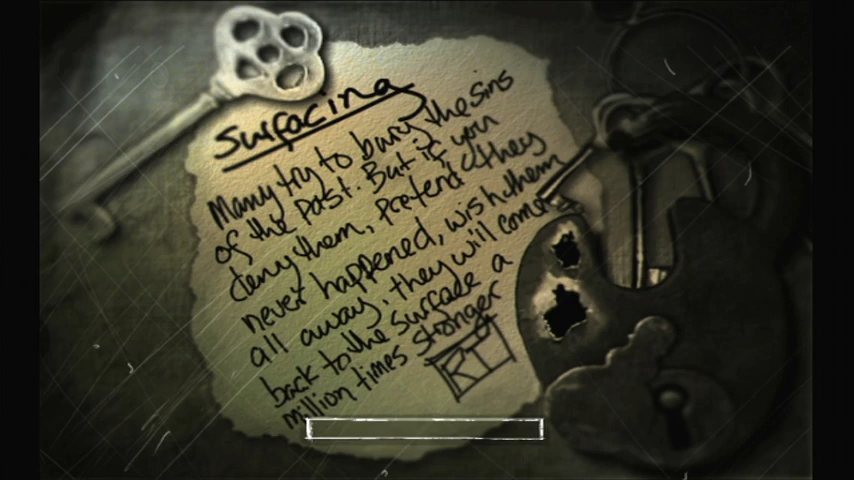 Surfacing
Many try to bury the sins
of the past. But if you
deny them, pretend they
never happened, wish them
all away, they will come
back to the surface a
million times stronger
RT